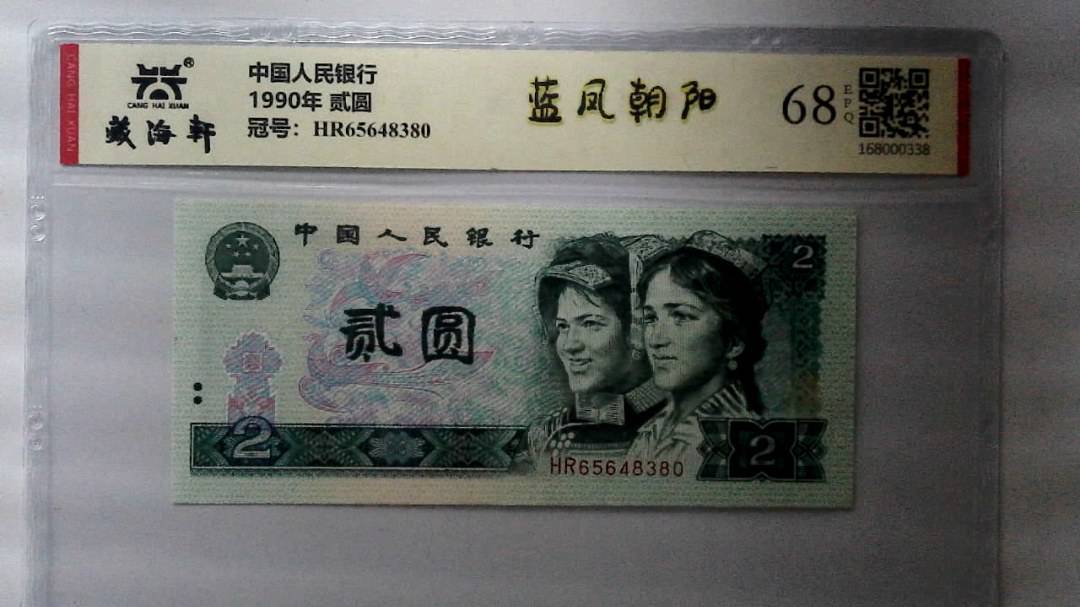 CANG HAI XUAN
CANG HAI XUAN
藏海軒
中国人民银行
1990年 贰圆
冠号：HR65648380
蓝凤朝阳
68
EPQ
168000338
中国人民银行
2
贰圆
2
HR65648380
2